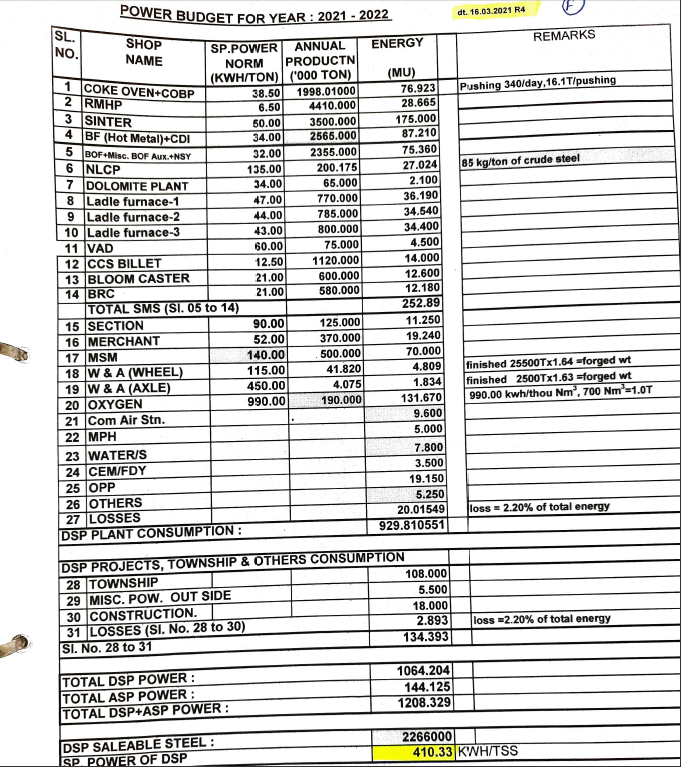 POWER BUDGET FOR YEAR : 2021 - 2022
dt. 16.03.2021 R4
F
SL. NO. SHOP NAME SP.POWER NORM (KWH/TON) ANNUAL PRODUCTN ('000 TON) ENERGY (MU) REMARKS
1 COKE OVEN+COBP 38.50 1998.01000 76.923 Pushing 340/day,16.1T/pushing
2 RMHP 6.50 4410.000 28.665
3 SINTER 50.00 3500.000 175.000
4 BF (Hot Metal)+CDI 34.00 2565.000 87.210
5 BOF+Misc. BOF Aux.+NSY 32.00 2355.000 75.360
6 NLCP 135.00 200.175 27.024 85 kg/ton of crude steel
7 DOLOMITE PLANT 34.00 65.000 2.100
8 Ladle furnace-1 47.00 770.000 36.190
9 Ladle furnace-2 44.00 785.000 34.540
10 Ladle furnace-3 43.00 800.000 34.400
11 VAD 60.00 75.000 4.500
12 CCS BILLET 12.50 1120.000 14.000
13 BLOOM CASTER 21.00 600.000 12.600
14 BRC 21.00 580.000 12.180
TOTAL SMS (Sl. 05 to 14) 252.89
15 SECTION 90.00 125.000 11.250
16 MERCHANT 52.00 370.000 19.240
17 MSM 140.00 500.000 70.000
18 W & A (WHEEL) 115.00 41.820 4.809 finished 25500Tx1.64 =forged wt
19 W & A (AXLE) 450.00 4.075 1.834 finished 2500Tx1.63 =forged wt
20 OXYGEN 990.00 190.000 131.670 990.00 kwh/thou Nm³, 700 Nm³=1.0T
21 Com Air Stn. 9.600
22 MPH 5.000
23 WATER/S 7.800
24 CEM/FDY 3.500
25 OPP 19.150
26 OTHERS 5.250
27 LOSSES 20.01549 loss = 2.20% of total energy
DSP PLANT CONSUMPTION : 929.810551
DSP PROJECTS, TOWNSHIP & OTHERS CONSUMPTION
28 TOWNSHIP 108.000
29 MISC. POW. OUT SIDE 5.500
30 CONSTRUCTION. 18.000
31 LOSSES (Sl. No. 28 to 30) 2.893 loss =2.20% of total energy
Sl. No. 28 to 31 134.393
TOTAL DSP POWER : 1064.204
TOTAL ASP POWER : 144.125
TOTAL DSP+ASP POWER : 1208.329
DSP SALEABLE STEEL : 2266000
SP. POWER OF DSP 410.33 KWH/TSS